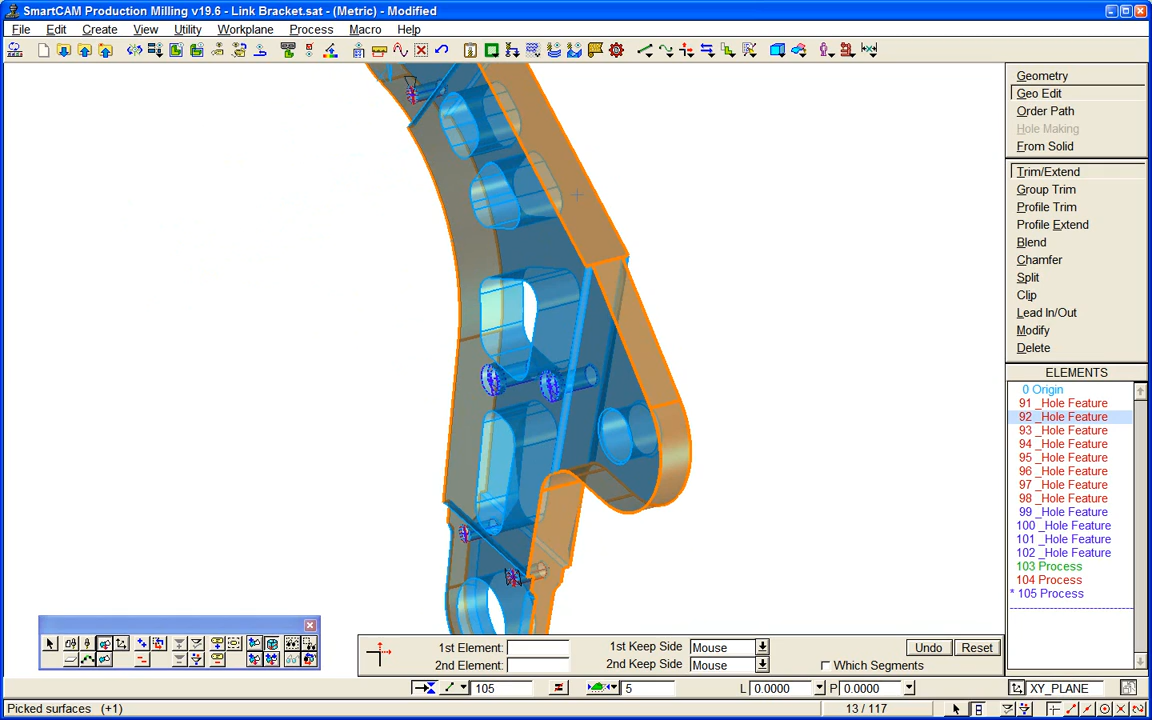 SmartCAM Production Milling v19.6 - Link Bracket.sat - (Metric) - Modified
File Edit Create View Utility Workplane Process Macro Help
Geometry
Geo Edit
Order Path
Hole Making
From Solid
Trim/Extend
Group Trim
Profile Trim
Profile Extend
Blend
Chamfer
Split
Clip
Lead In/Out
Modify
Delete
ELEMENTS
0 Origin
91 _Hole Feature
92 _Hole Feature
93 _Hole Feature
94 _Hole Feature
95 _Hole Feature
96 _Hole Feature
97 _Hole Feature
98 _Hole Feature
99 _Hole Feature
100 _Hole Feature
101 _Hole Feature
102 _Hole Feature
103 Process
104 Process
* 105 Process
1st Element: 1st Keep Side Mouse Undo Reset
2nd Element: 2nd Keep Side Mouse Which Segments
105 5 L 0.0000 P 0.0000 XY_PLANE
Picked surfaces (+1) 13 / 117